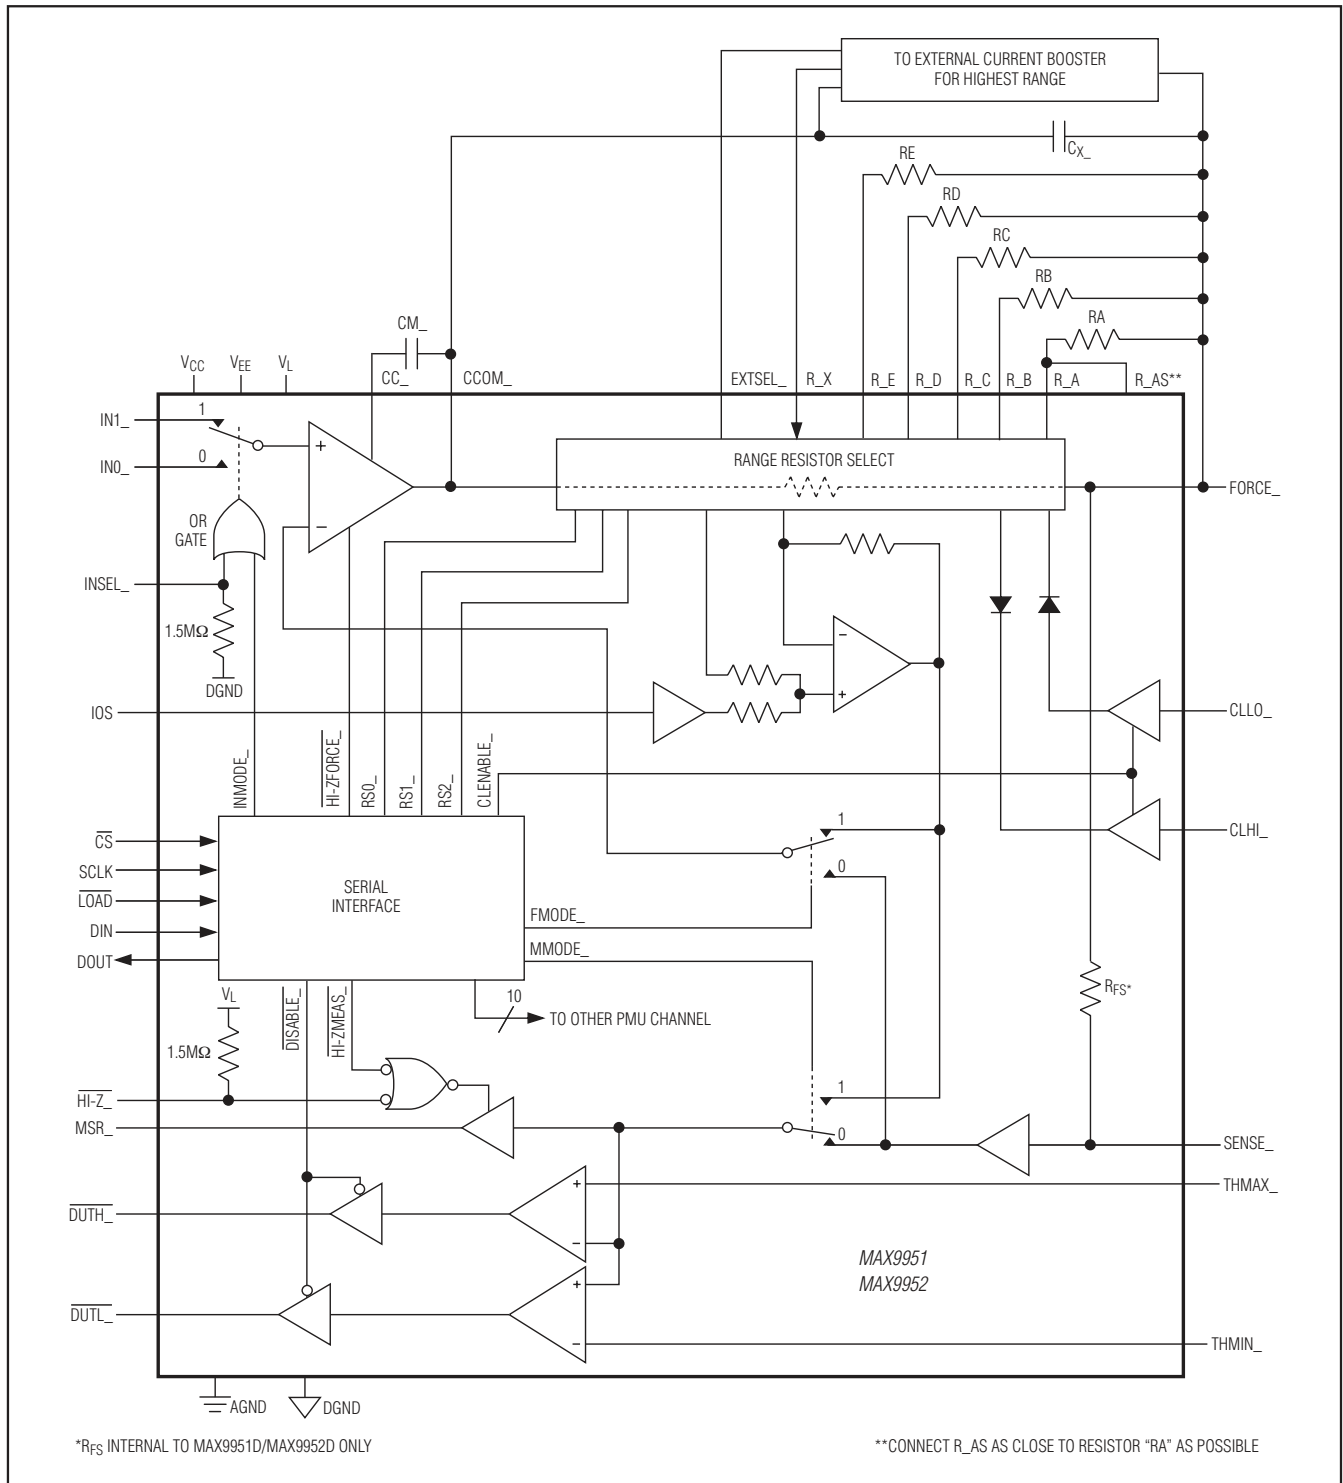 TO EXTERNAL CURRENT BOOSTER
FOR HIGHEST RANGE
CX_
RE
RD
RC
RB
RA
CM_
VCC
VEE
VL
CC_
CCOM_
EXTSEL_
R_X
R_E
R_D
R_C
R_B
R_A
R_AS**
IN1_
1
+
IN0_
0
RANGE RESISTOR SELECT
FORCE_
OR
GATE
−
INSEL_
1.5MΩ
DGND
−
+
IOS
CLLO_
INMODE_
HI-ZFORCE_
RS0_
RS1_
RS2_
CLENABLE_
CS
1
CLHI_
SCLK
0
LOAD
SERIAL
INTERFACE
DIN
FMODE_
DOUT
MMODE_
VL
DISABLE_
HI-ZMEAS_
10
TO OTHER PMU CHANNEL
RFS*
1.5MΩ
HI-Z_
1
MSR_
0
SENSE_
+
THMAX_
DUTH_
−
MAX9951
MAX9952
+
DUTL_
−
THMIN_
AGND
DGND
*RFS INTERNAL TO MAX9951D/MAX9952D ONLY
**CONNECT R_AS AS CLOSE TO RESISTOR “RA” AS POSSIBLE